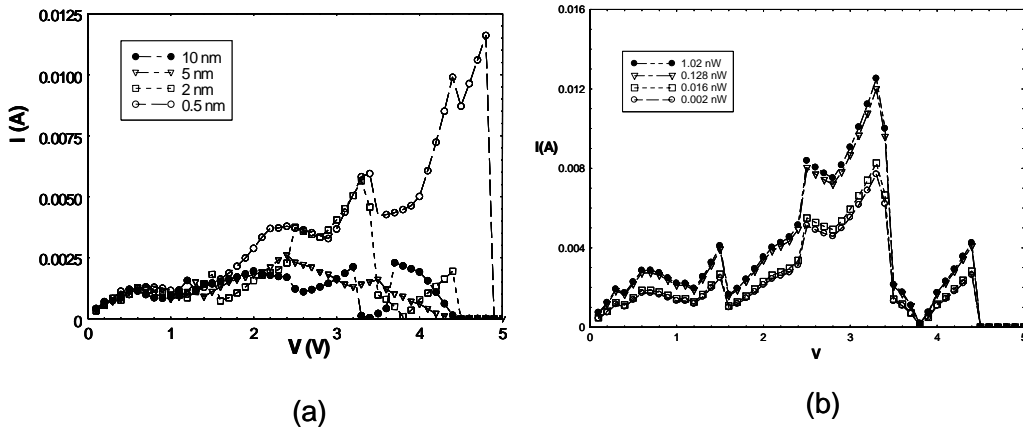 0.0125
0.0100
0.0075
0.0050
0.0025
0
I (A)
10 nm
5 nm
2 nm
0.5 nm
0 1 2 3 4 5
V (V)
(a)
0.016
0.012
0.008
0.004
0.000
I(A)
1.02 nW
0.128 nW
0.016 nW
0.002 nW
0 1 2 3 4 5
V
(b)